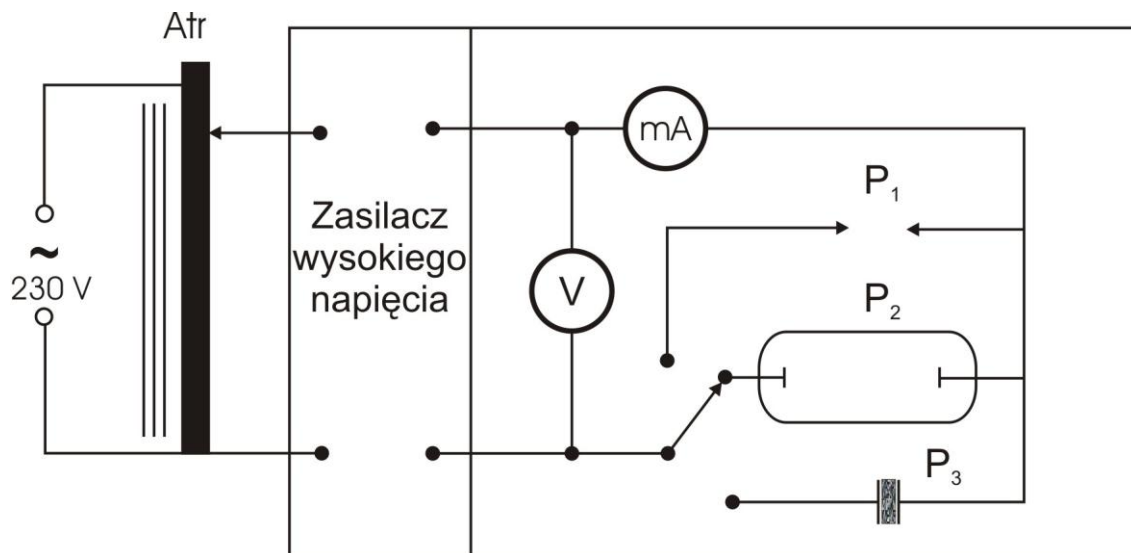 Atr
~
230 V
Zasilacz
wysokiego
napięcia
mA
V
P₁
P₂
P₃